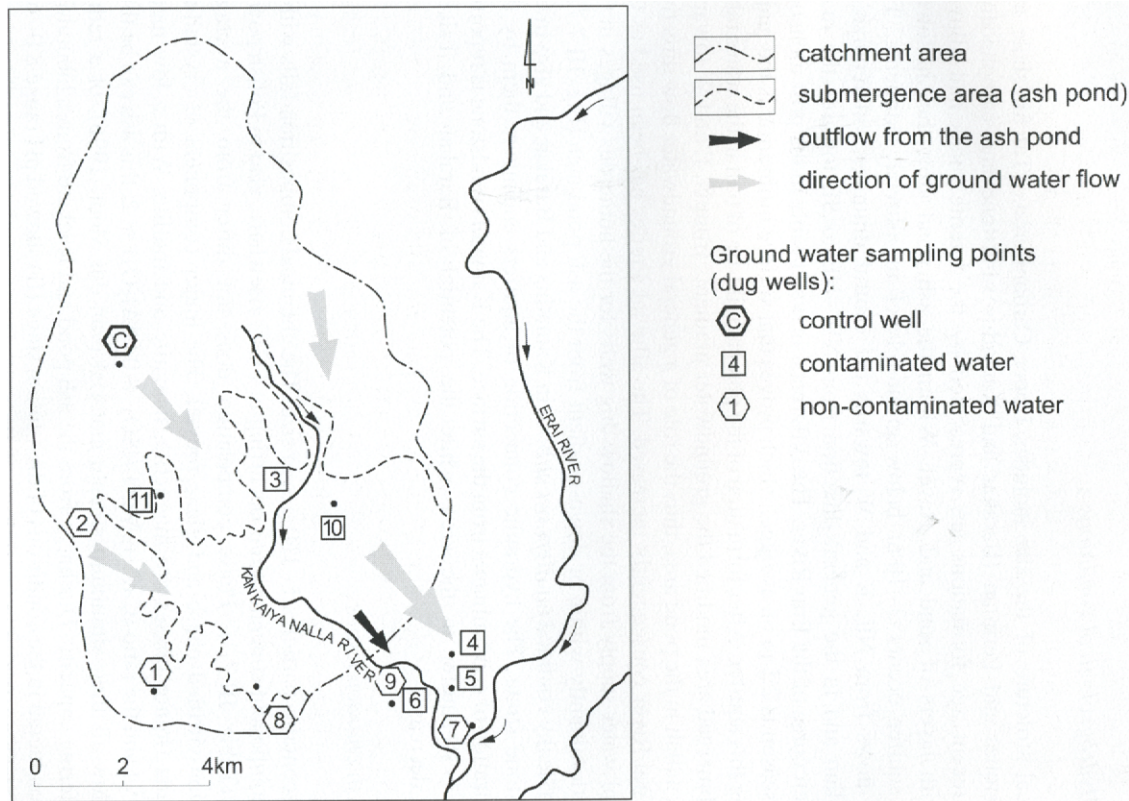 N
catchment area
submergence area (ash pond)
outflow from the ash pond
direction of ground water flow
Ground water sampling points
(dug wells):
C control well
4 contaminated water
1 non-contaminated water
C
ERAI RIVER
3
11
10
2
KANKAIYA NALLA RIVER
4
1
9
5
6
8
7
0 2 4km